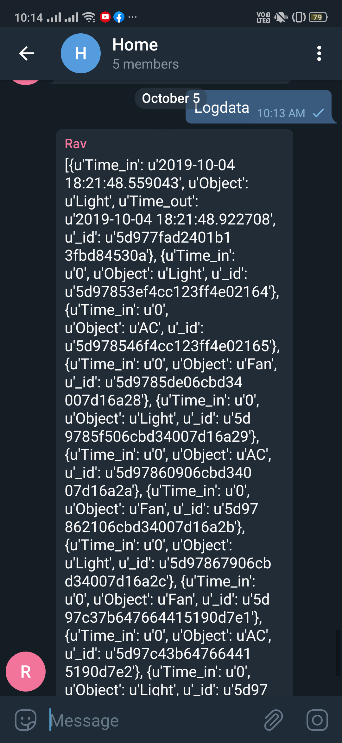 10:14
VoD LTE2
79
H
Home
5 members
October 5
Logdata
10:13 AM
Rav
[{u'Time_in': u'2019-10-04
18:21:48.559043', u'Object':
u'Light', u'Time_out':
u'2019-10-04 18:21:48.922708',
u'_id': u'5d977fad2401b1
3fbd84530a'}, {u'Time_in':
u'0', u'Object': u'Light', u'_id':
u'5d97853ef4cc123ff4e02164'},
{u'Time_in': u'0',
u'Object': u'AC', u'_id':
u'5d978546f4cc123ff4e02165'},
{u'Time_in': u'0', u'Object': u'Fan',
u'_id': u'5d9785de06cbd34
007d16a28'}, {u'Time_in': u'0',
u'Object': u'Light', u'_id': u'5d
9785f506cbd34007d16a29'},
{u'Time_in': u'0', u'Object': u'AC',
u'_id': u'5d97860906cbd340
07d16a2a'}, {u'Time_in': u'0',
u'Object': u'Fan', u'_id': u'5d97
862106cbd34007d16a2b'},
{u'Time_in': u'0', u'Object':
u'Light', u'_id': u'5d97867906cb
d34007d16a2c'}, {u'Time_in':
u'0', u'Object': u'Fan', u'_id': u'5d
97c37b647664415190d7e1'},
{u'Time_in': u'0', u'Object': u'AC',
u'_id': u'5d97c43b64766441
5190d7e2'}, {u'Time_in': u'0',
u'Object': u'Light', u'_id': u'5d97
R
Message